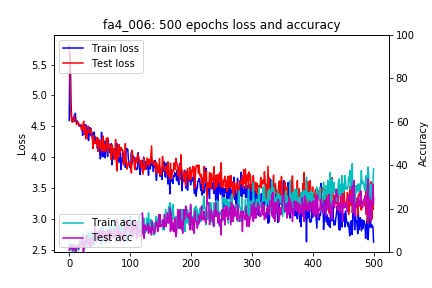 fa4_006: 500 epochs loss and accuracy
Train loss
Test loss
Train acc
Test acc
Loss
5.5
5.0
4.5
4.0
3.5
3.0
2.5
Accuracy
100
80
60
40
20
0
0
100
200
300
400
500